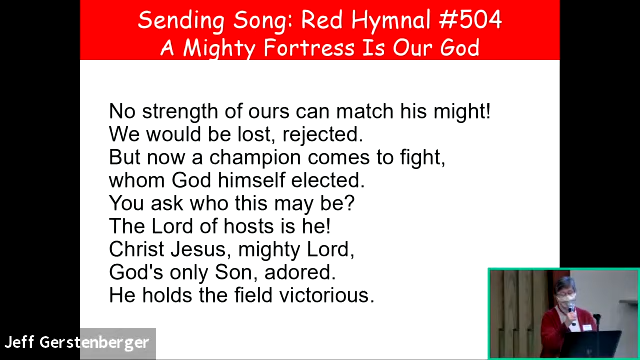 Sending Song: Red Hymnal #504
A Mighty Fortress Is Our God
No strength of ours can match his might!
We would be lost, rejected.
But now a champion comes to fight,
whom God himself elected.
You ask who this may be?
The Lord of hosts is he!
Christ Jesus, mighty Lord,
God's only Son, adored.
He holds the field victorious.
Jeff Gerstenberger